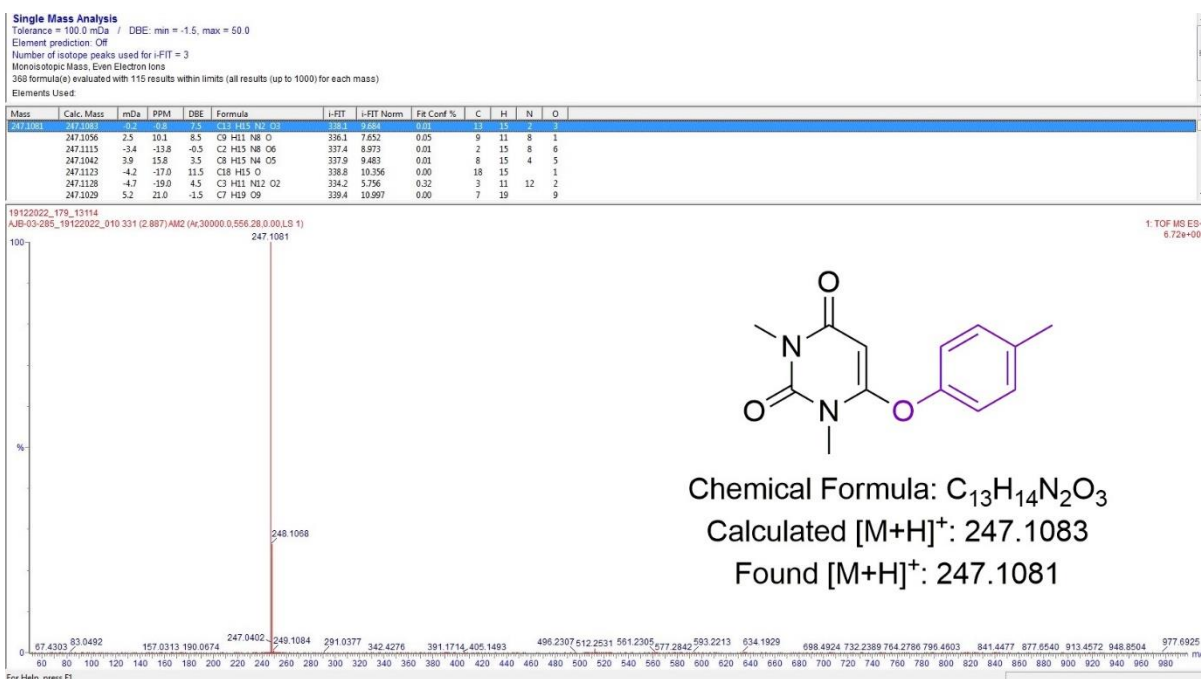 Single Mass Analysis
Tolerance = 100.0 mDa / DBE: min = -1.5, max = 50.0
Element prediction: Off
Number of isotope peaks used for i-FIT = 3
Monoisotopic Mass, Even Electron Ions
368 formula(e) evaluated with 115 results within limits (all results (up to 1000) for each mass)
Elements Used:
Mass Calc. Mass mDa PPM DBE Formula i-FIT i-FIT Norm Fit Conf % C H N O
247.1081 247.1083 -0.2 -0.8 7.5 C13 H15 N2 O3 338.1 9.684 0.01 13 15 2 3
247.1056 2.5 10.1 8.5 C9 H11 N8 O 336.1 7.652 0.05 9 11 8 1
247.1115 -3.4 -13.8 -0.5 C2 H15 N8 O6 337.4 8.973 0.01 2 15 8 6
247.1042 3.9 15.8 3.5 C8 H15 N4 O5 337.9 9.483 0.01 8 15 4 5
247.1123 -4.2 -17.0 11.5 C18 H15 O 338.8 10.356 0.00 18 15 1
247.1128 -4.7 -19.0 4.5 C3 H11 N12 O2 334.2 5.756 0.32 3 11 12 2
247.1029 5.2 21.0 -1.5 C7 H19 O9 339.4 10.997 0.00 7 19 9
19122022_179_13114
AJB-03-285_19122022_010 331 (2.887) AM2 (Ar,30000.0,556.28,0.00,LS 1)
1: TOF MS ES+
6.72e+00
100
247.1081
%
248.1068
0
67.4303 83.0492 157.0313 190.0674 247.0402 249.1084 291.0377 342.4276 391.1714 405.1493 496.2307 512.2531 561.2305 577.2842 593.2213 634.1929 698.4924 732.2389 764.2786 796.4603 841.4477 877.6540 913.4572 948.8504 977.6925
60 80 100 120 140 160 180 200 220 240 260 280 300 320 340 360 380 400 420 440 460 480 500 520 540 560 580 600 620 640 660 680 700 720 740 760 780 800 820 840 860 880 900 920 940 960 980
O
N
O
N
O
Chemical Formula: C₁₃H₁₄N₂O₃
Calculated [M+H]⁺: 247.1083
Found [M+H]⁺: 247.1081
For Help, press F1